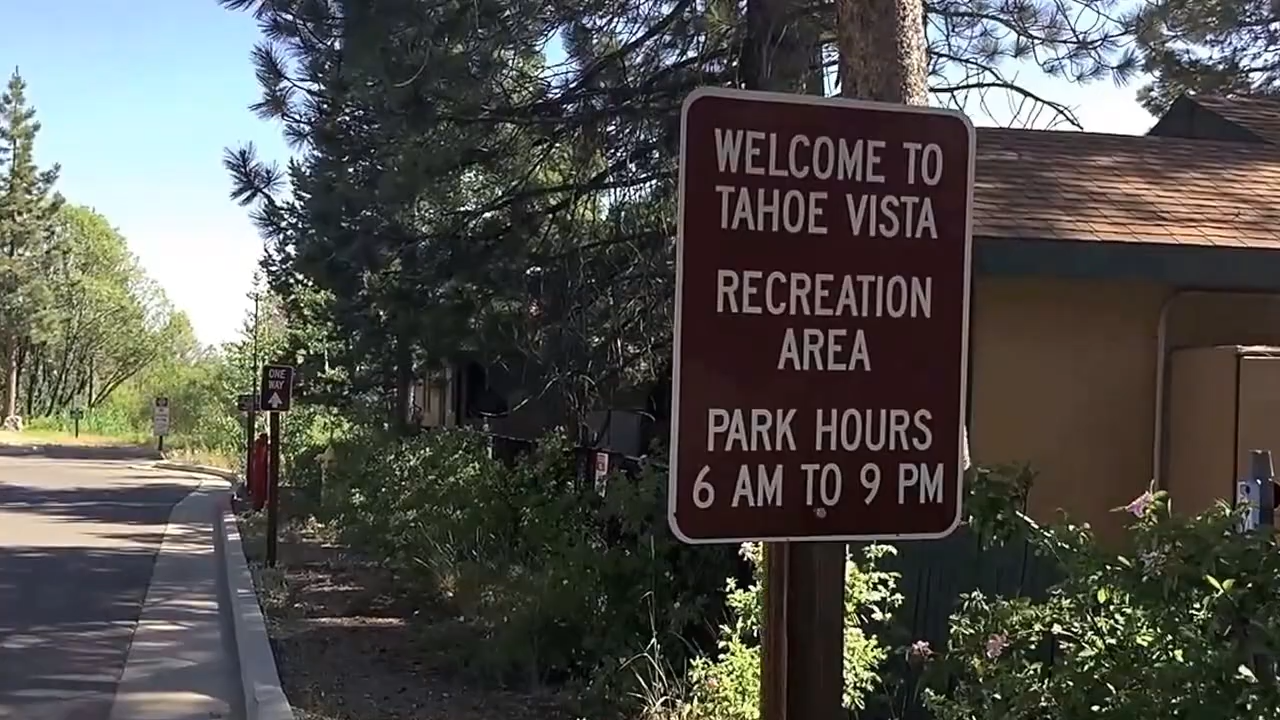 WELCOME TO
TAHOE VISTA
RECREATION
AREA
PARK HOURS
6 AM TO 9 PM
ONE
WAY